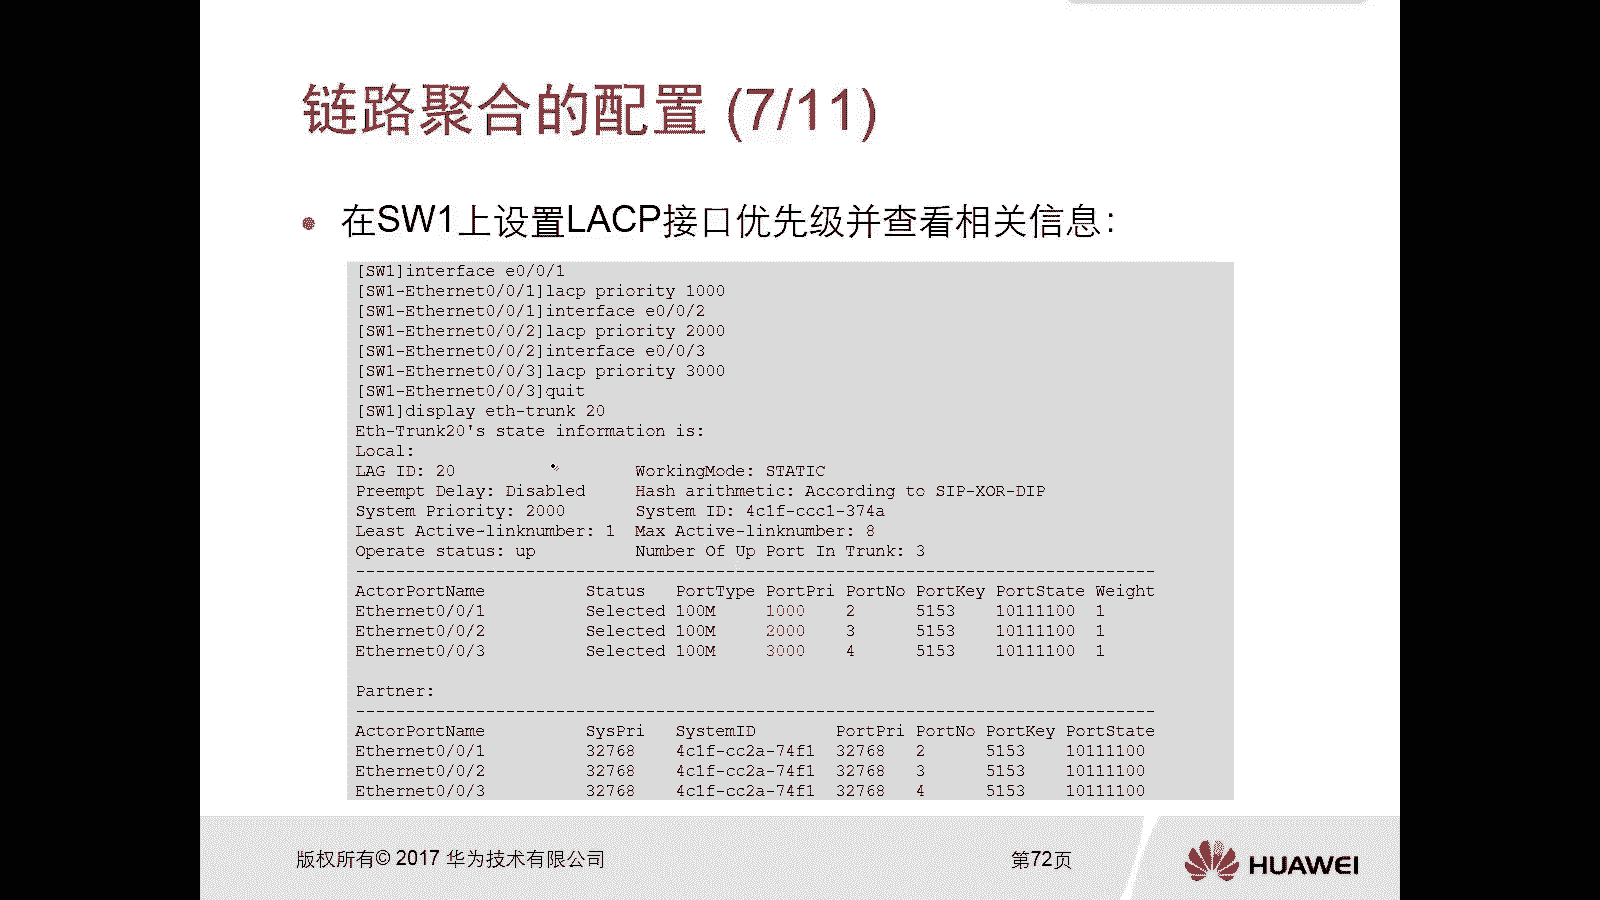 链路聚合的配置 (7/11)
在SW1上设置LACP接口优先级并查看相关信息：
[SW1]interface e0/0/1
[SW1-Ethernet0/0/1]lacp priority 1000
[SW1-Ethernet0/0/1]interface e0/0/2
[SW1-Ethernet0/0/2]lacp priority 2000
[SW1-Ethernet0/0/2]interface e0/0/3
[SW1-Ethernet0/0/3]lacp priority 3000
[SW1-Ethernet0/0/3]quit
[SW1]display eth-trunk 20
Eth-Trunk20's state information is:
Local:
LAG ID: 20 WorkingMode: STATIC
Preempt Delay: Disabled Hash arithmetic: According to SIP-XOR-DIP
System Priority: 2000 System ID: 4c1f-ccc1-374a
Least Active-linknumber: 1 Max Active-linknumber: 8
Operate status: up Number Of Up Port In Trunk: 3
--------------------------------------------------------------------------------
ActorPortName Status PortType PortPri PortNo PortKey PortState Weight
Ethernet0/0/1 Selected 100M 1000 2 5153 10111100 1
Ethernet0/0/2 Selected 100M 2000 3 5153 10111100 1
Ethernet0/0/3 Selected 100M 3000 4 5153 10111100 1
Partner:
--------------------------------------------------------------------------------
ActorPortName SysPri SystemID PortPri PortNo PortKey PortState
Ethernet0/0/1 32768 4c1f-cc2a-74f1 32768 2 5153 10111100
Ethernet0/0/2 32768 4c1f-cc2a-74f1 32768 3 5153 10111100
Ethernet0/0/3 32768 4c1f-cc2a-74f1 32768 4 5153 10111100
版权所有© 2017 华为技术有限公司
第72页
HUAWEI